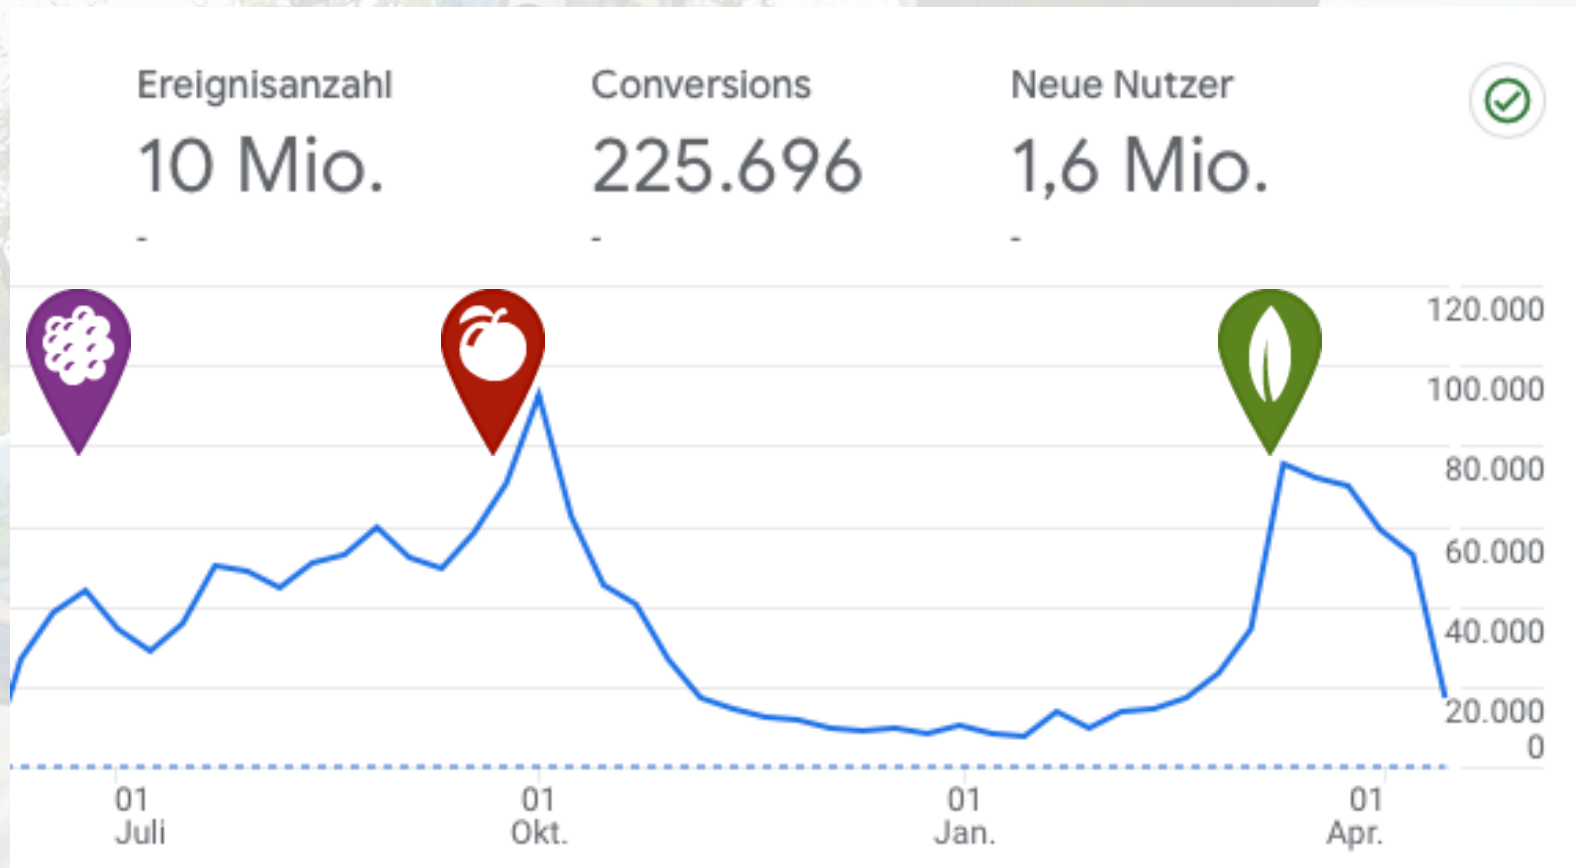 Ereignisanzahl
Conversions
Neue Nutzer
10 Mio.
225.696
1,6 Mio.
-
-
-
120.000
100.000
80.000
60.000
40.000
20.000
0
01
Juli
01
Okt.
01
Jan.
01
Apr.